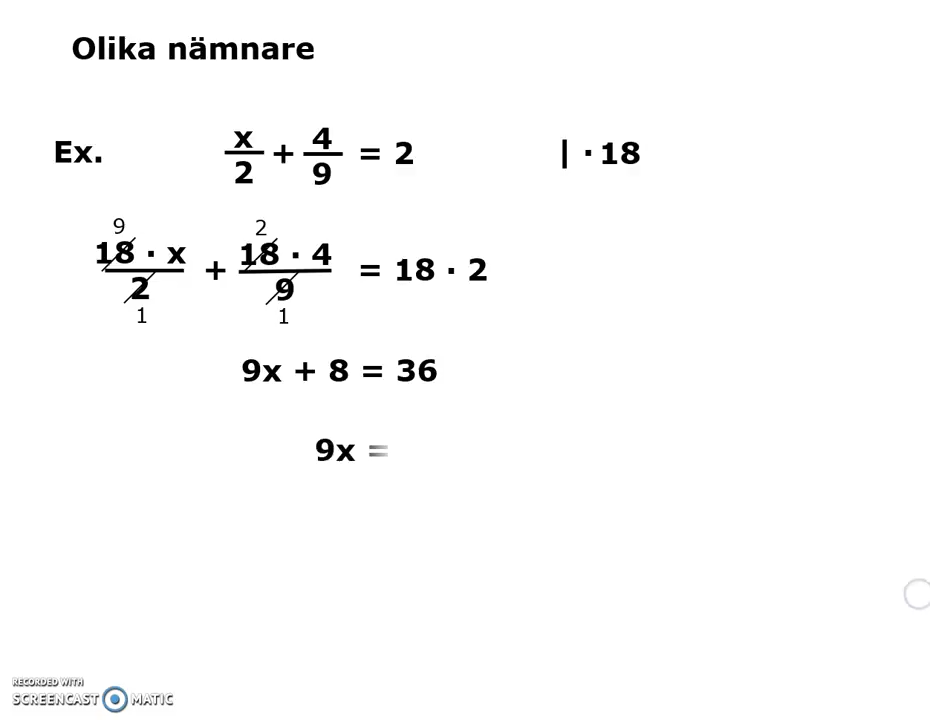 Olika nämnare
Ex. x/2 + 4/9 = 2 | · 18
9 2
18 · x/2 + 18 · 4/9 = 18 · 2
1 1
9x + 8 = 36
9x =
RECORDED WITH
SCREENCAST MATIC